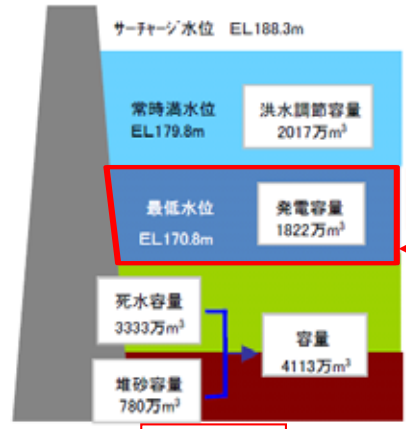 サーチャージ水位 EL188.3m
常時満水位
EL179.8m
洪水調節容量
2017万m³
最低水位
EL170.8m
発電容量
1822万m³
死水容量
3333万m³
容量
4113万m³
堆砂容量
780万m³